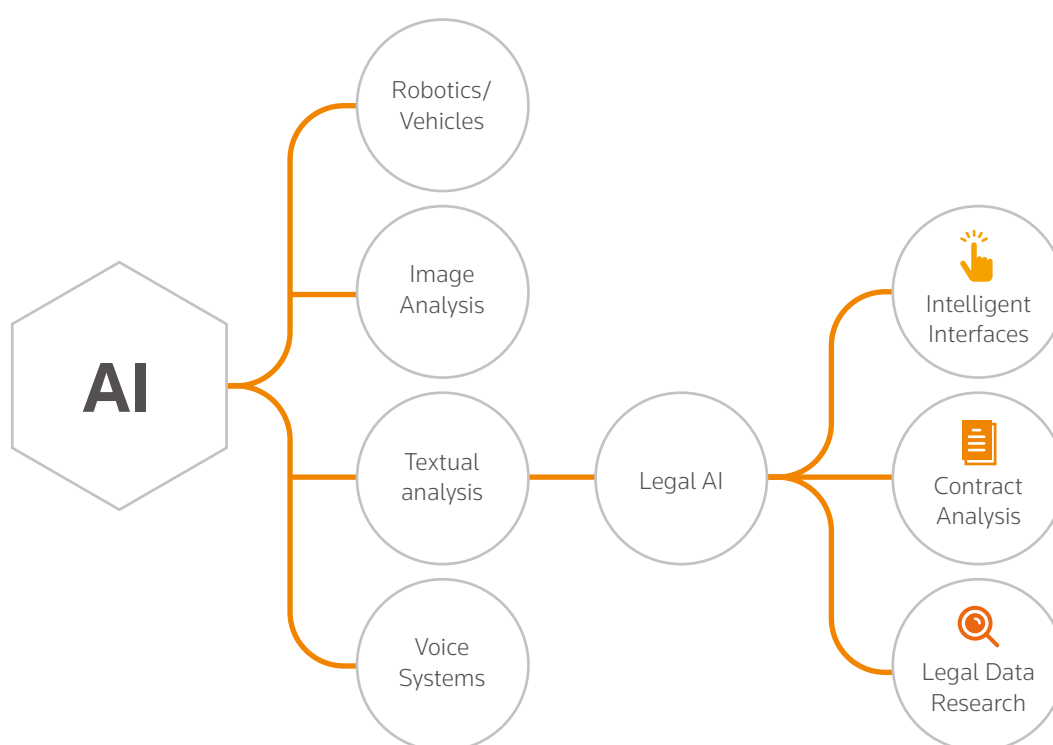 AI
Robotics/
Vehicles
Image
Analysis
Textual
analysis
Voice
Systems
Legal AI
Intelligent
Interfaces
Contract
Analysis
Legal Data
Research